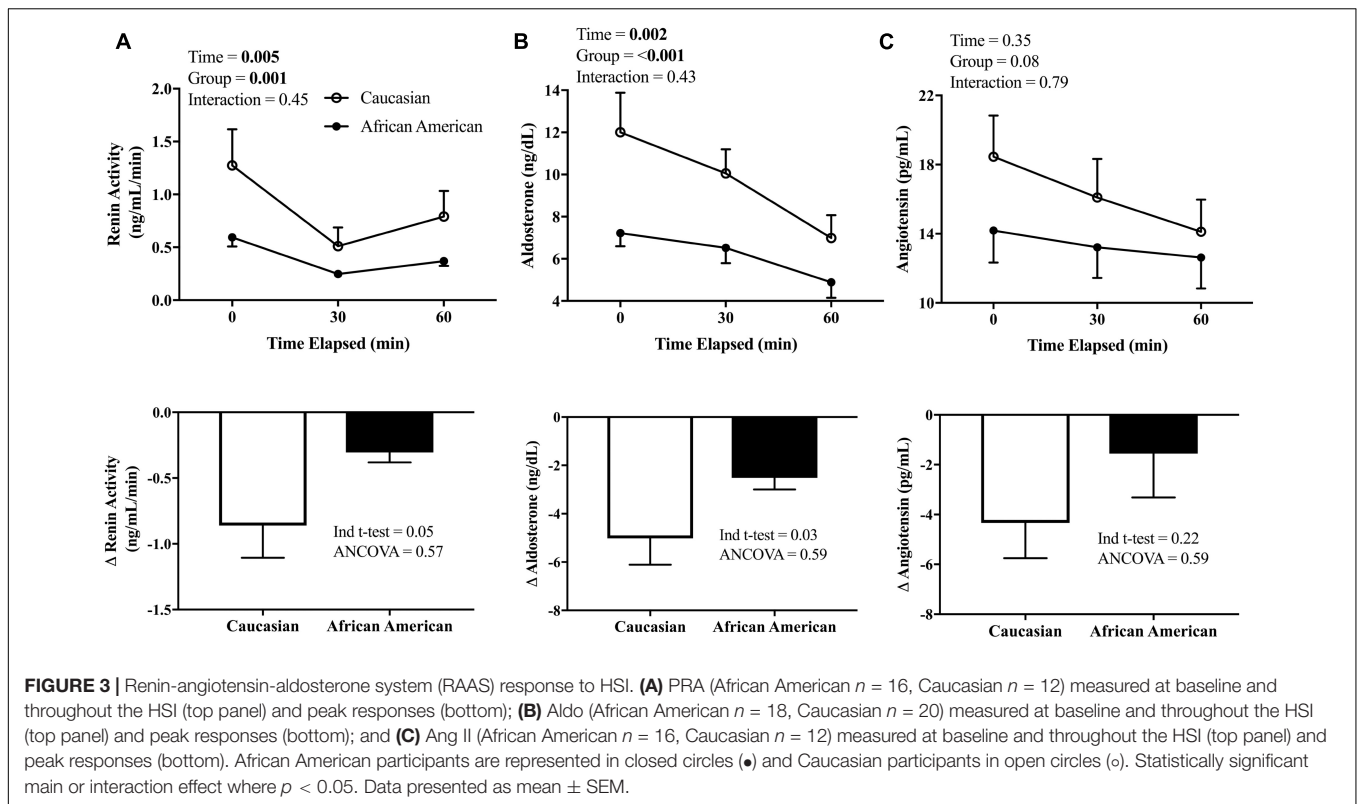 A
Time = 0.005
Group = 0.001
Interaction = 0.45
Caucasian
African American
2.0
1.5
1.0
0.5
0.0
Renin Activity
(ng/mL/min)
0 30 60
Time Elapsed (min)
B
Time = 0.002
Group = <0.001
Interaction = 0.43
14
12
10
8
6
4
Aldosterone (ng/dL)
0 30 60
Time Elapsed (min)
C
Time = 0.35
Group = 0.08
Interaction = 0.79
22
18
14
10
Angiotensin (pg/mL)
0 30 60
Time Elapsed (min)
0.0
-0.5
-1.0
-1.5
Δ Renin Activity
(ng/mL/min)
Ind t-test = 0.05
ANCOVA = 0.57
Caucasian African American
0
-2
-4
-6
-8
Δ Aldosterone (ng/dL)
Ind t-test = 0.03
ANCOVA = 0.59
Caucasian African American
0
-2
-4
-6
-8
Δ Angiotensin (pg/mL)
Ind t-test = 0.22
ANCOVA = 0.59
Caucasian African American
FIGURE 3 | Renin-angiotensin-aldosterone system (RAAS) response to HSI. (A) PRA (African American n = 16, Caucasian n = 12) measured at baseline and
throughout the HSI (top panel) and peak responses (bottom); (B) Aldo (African American n = 18, Caucasian n = 20) measured at baseline and throughout the HSI
(top panel) and peak responses (bottom); and (C) Ang II (African American n = 16, Caucasian n = 12) measured at baseline and throughout the HSI (top panel) and
peak responses (bottom). African American participants are represented in closed circles (●) and Caucasian participants in open circles (○). Statistically significant
main or interaction effect where p < 0.05. Data presented as mean ± SEM.